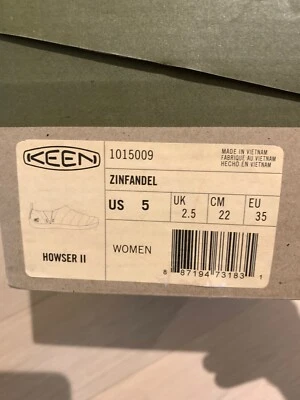 KEEN
1015009
MADE IN VIETNAM
FABRIQUÉ AU VIETNAM
HECHO EN VIETNAM
ZINFANDEL
US 5
UK 2.5
CM 22
EU 35
WOMEN
HOWSER II
8 87194 73183 1